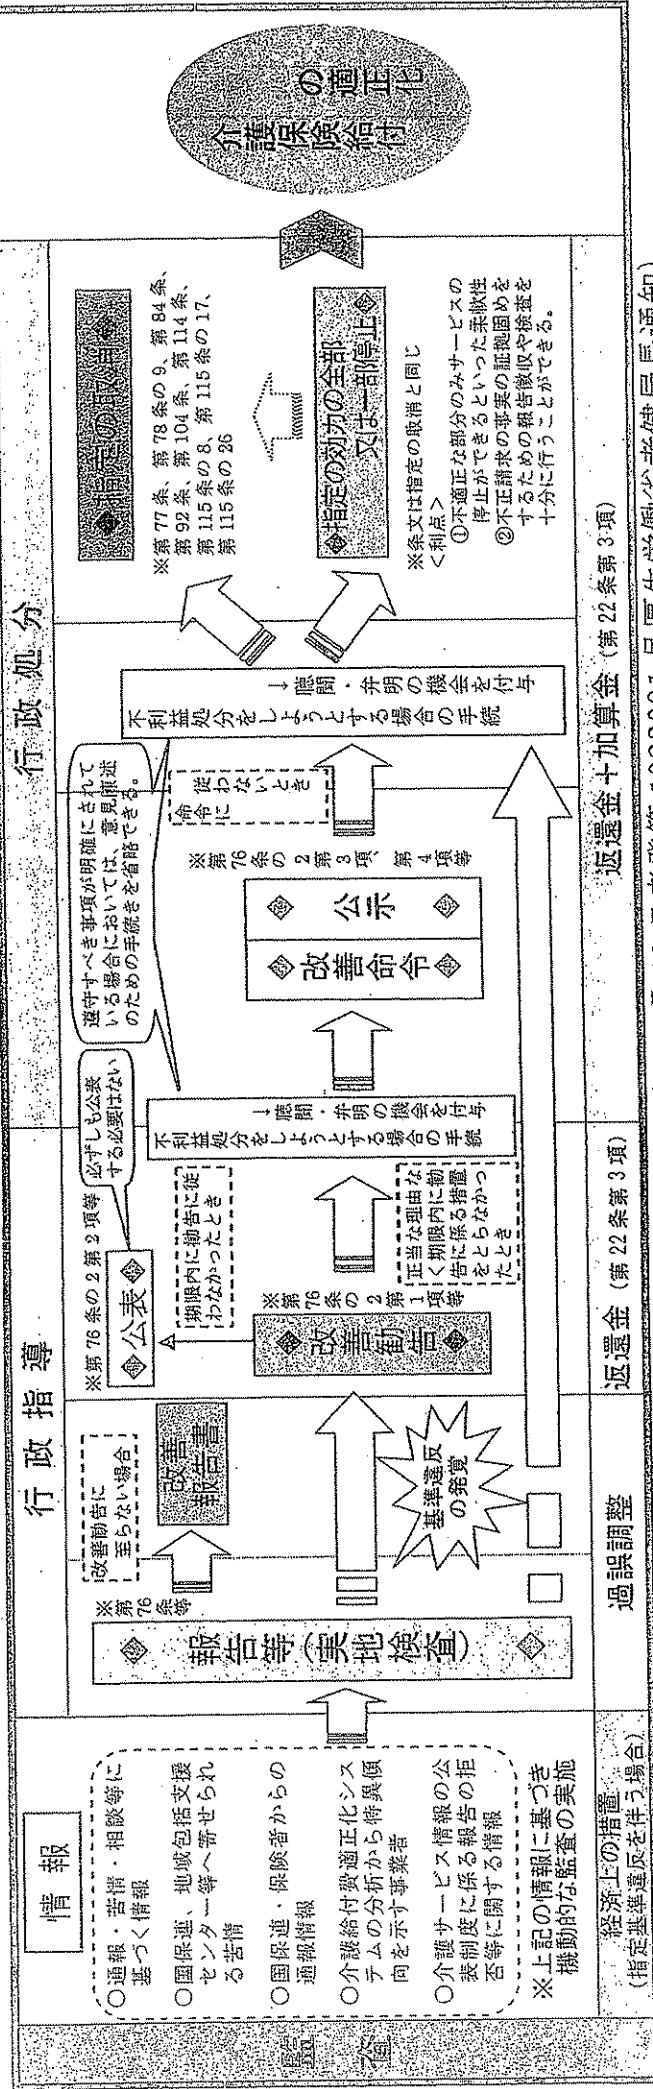 監査
情報
○通報・苦情・相談等に
基づく情報
○国保連、地域包括支援
センター等へ寄せられ
る苦情
○国保連・保険者からの
通報情報
○介護給付費適正化シス
テムの分析から特異傾
向を示す事業者
○介護サービス情報の公
表制度に係る報告の拒
否等に関する情報
※上記の情報に基づき
機動的な監査の実施
経済上の措置
(指定基準違反を伴う場合)
行政指導
※第76条等
◆報告等(実地検査)◆
改善勧告に
至らない場合
改善
報告書
基準違反
の発覚
過誤調整
※第76条の2第2項等
◆公表◆
必ずしも公表
する必要はない
期限内に勧告に従
わなかったとき
※第76条の2第1項等
◆改善勧告◆
正当な理由な
く期限内に勧
告に係る措置
をとらなかっ
たとき
返還金 (第22条第3項)
行政処分
不利益処分をしようとする場合の手続
→聴聞・弁明の機会を付与
遵守すべき事項が明確にされて
いる場合においては、意見陳述
のための手続きを省略できる。
◆改善命令◆
◆公示◆
※第76条の2第3項、第4項等
命令に
従わないとき
不利益処分をしようとする場合の手続
→聴聞・弁明の機会を付与
◆指定の取消◆
※第77条、第78条の9、第84条、
第92条、第104条、第114条、
第115条の8、第115条の17、
第115条の26
◆指定の効力の全部
又は一部停止◆
※条文は指定の取消と同じ
<利点>
①不適正な部分のみサービスの
停止ができるといった柔軟性
②不正請求の事実の証拠固めを
するための報告徴収や検査を
十分に行うことができる。
返還金+加算金 (第22条第3項)
介護保険給付
の適正化